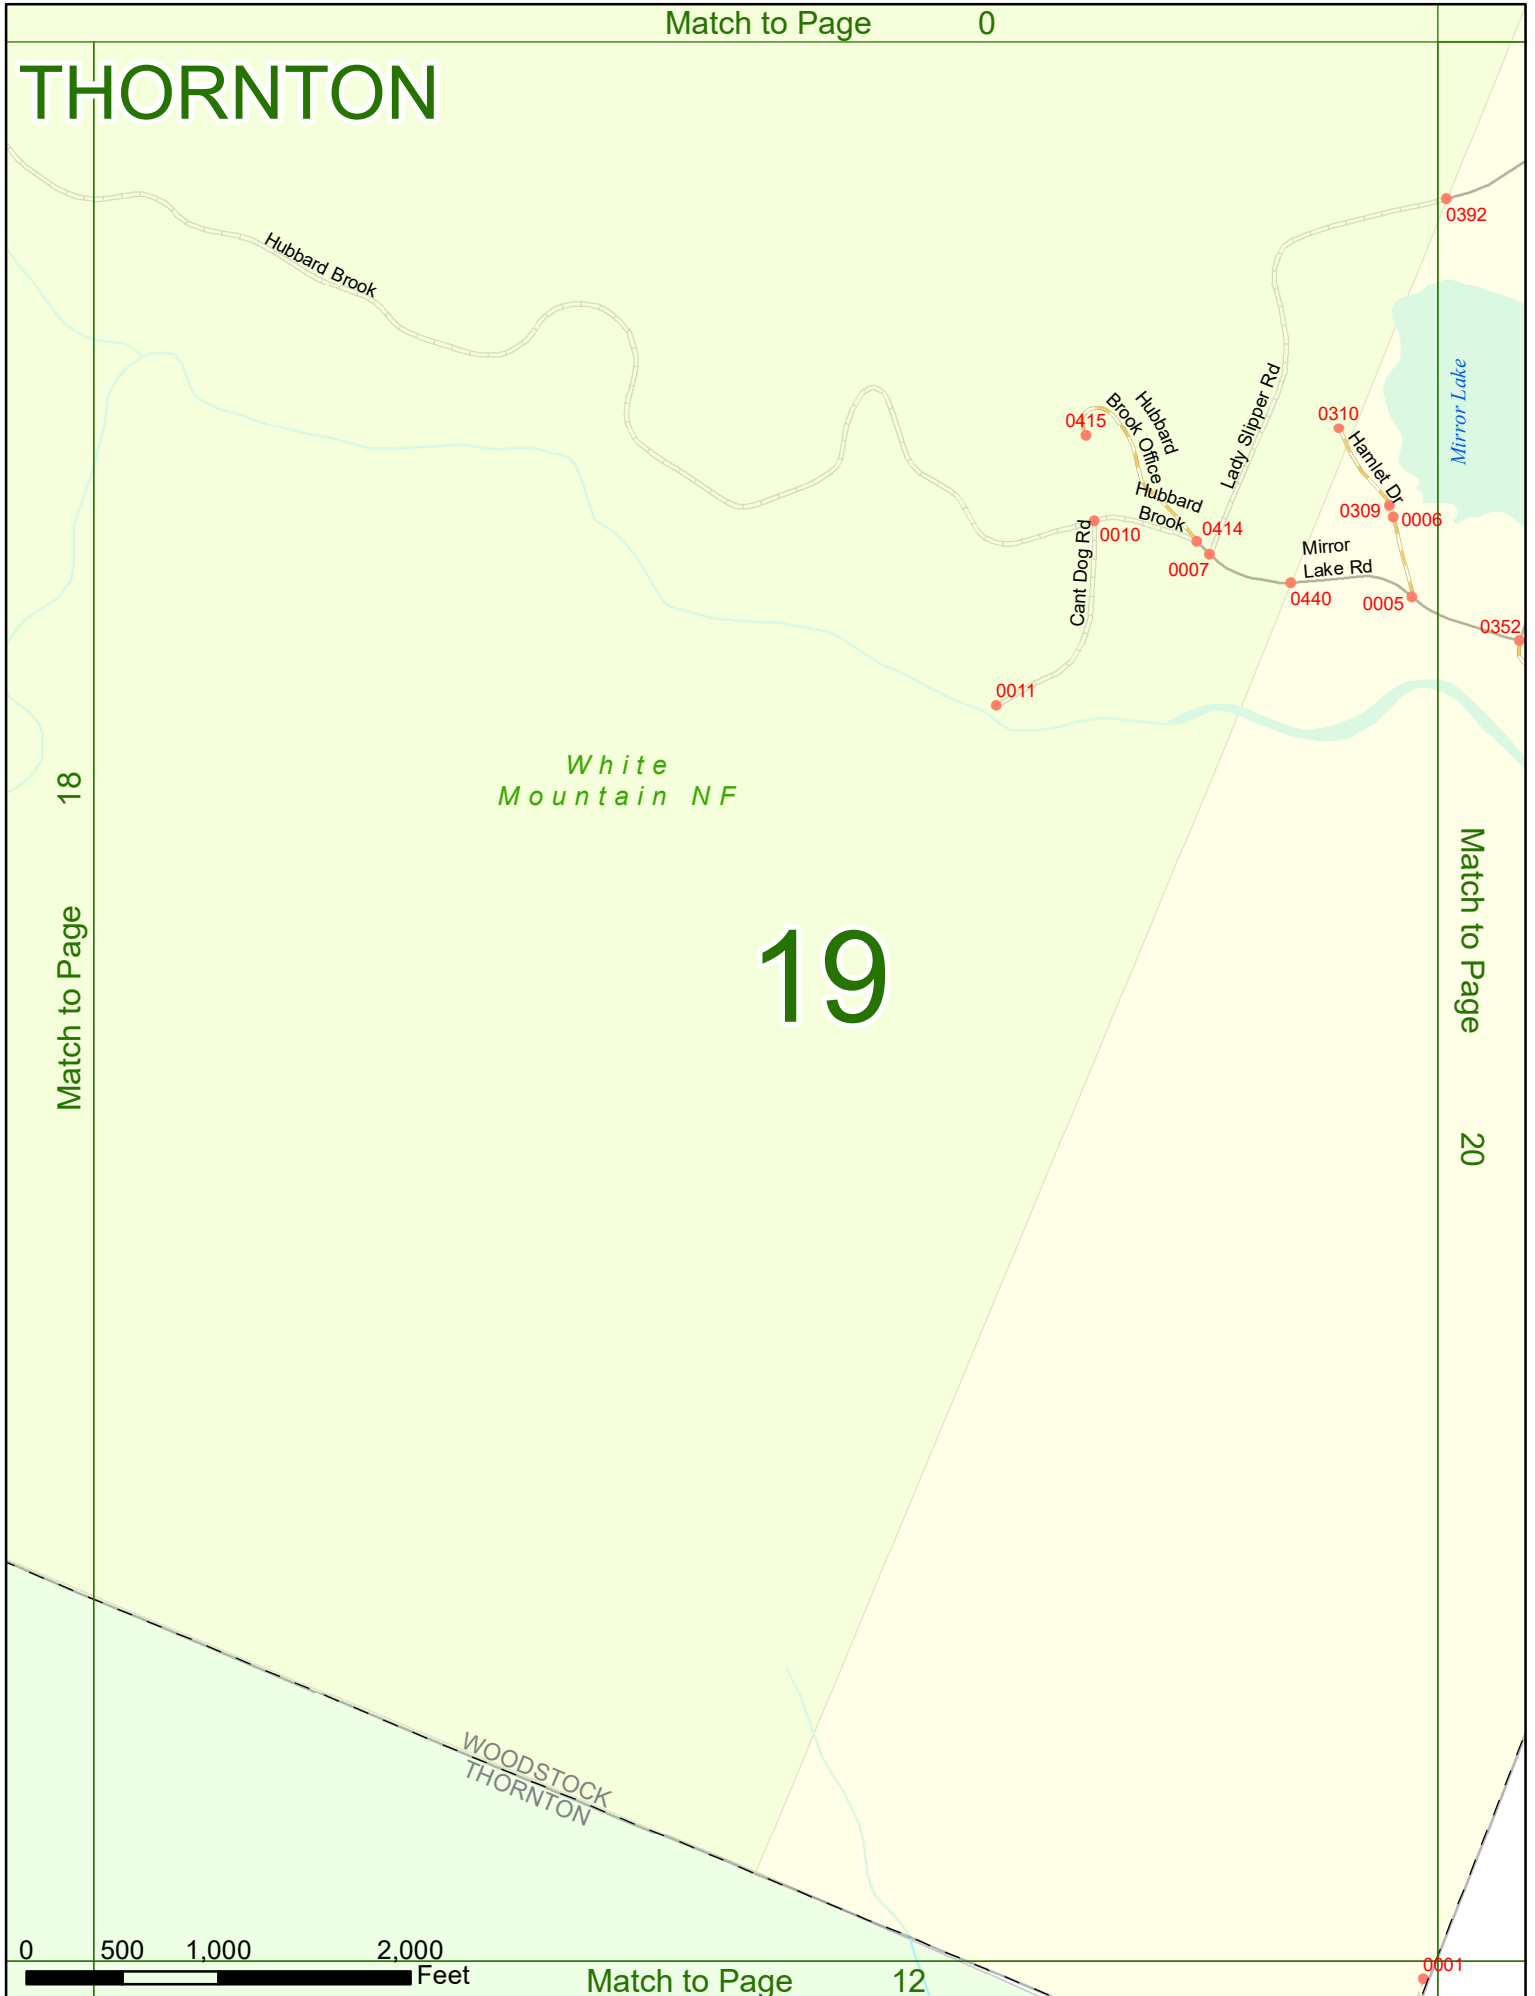 Match to Page 0
THORNTON
0392
Hubbard Brook
Mirror Lake
Lady Slipper Rd
Hubbard
Brook Office
0415
0310
Hamlet Dr
Hubbard
Brook
0309
0006
0414
0010
Cant Dog Rd
0007
Mirror
Lake Rd
0440
0005
0352
0011
White
Mountain NF
Match to Page 18
Match to Page 20
19
WOODSTOCK
THORNTON
0 500 1,000 2,000
Feet
0001
Match to Page 12